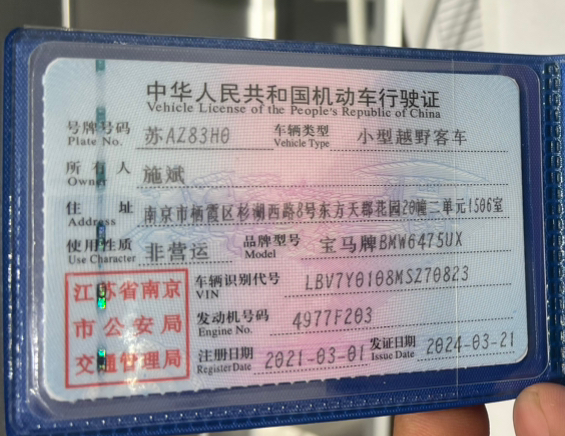 中华人民共和国机动车行驶证
Vehicle License of the People's Republic of China
号牌号码 苏AZ83H0 车辆类型 小型越野客车
Plate No. Vehicle Type
所有人 施斌
Owner
住址 南京市栖霞区杉湖西路8号东方天郡花园20幢二单元1506室
Address
使用性质 非营运 品牌型号 宝马牌BMW6475UX
Use Character Model
江苏省南京
市公安局
交通管理局
车辆识别代号 LBV7Y0108MSZ70823
VIN
发动机号码 4977F203
Engine No.
注册日期 2021-03-01 发证日期 2024-03-21
Register Date Issue Date